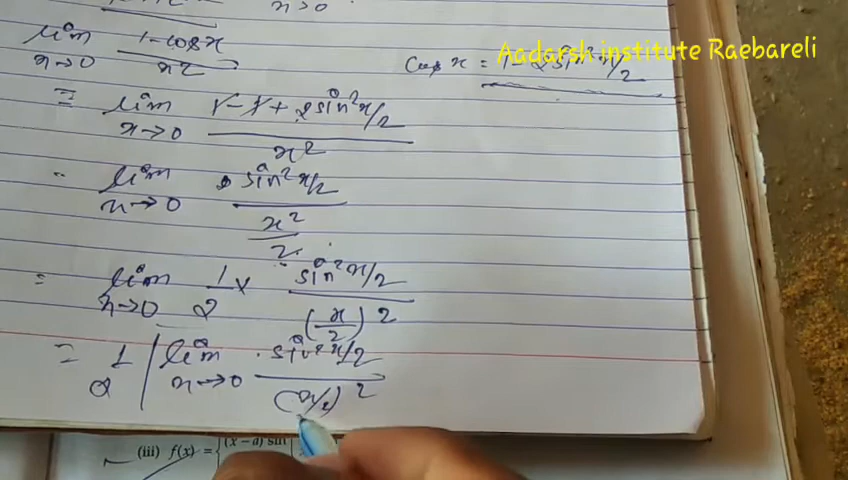 x→0
lim 1-cosx / x2
x→0
Aadarsh institute Raebareli
Cos x = 1-2sin²x/2
= lim 1-1+2sin²x/2 / x2
x→0
lim sin²x/2 / x²/2
x→0
= lim 1/2 × sin²x/2 / (x/2)2
x→0
= 1/2 | lim sin²x/2 / (x/2)2
x→0
(iii) f(x) = { (x-a) sin